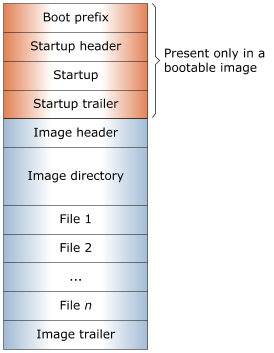 Boot prefix
Startup header
Startup
Startup trailer
Present only in a
bootable image
Image header
Image directory
File 1
File 2
...
File n
Image trailer